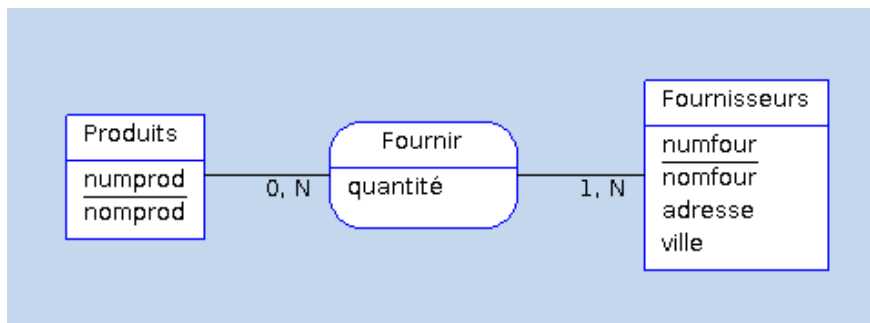 Produits
numprod
nomprod
0, N
Fournir
quantité
1, N
Fournisseurs
numfour
nomfour
adresse
ville